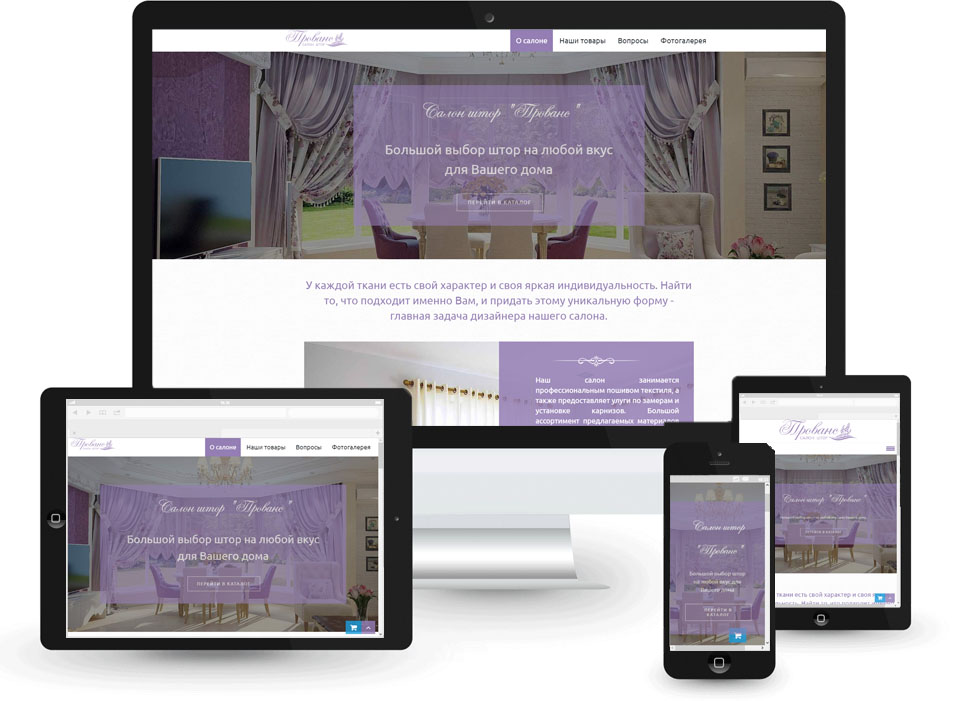 Прованс
О салоне Наши товары Вопросы Фотогалерея
Салон штор "Прованс"
Большой выбор штор на любой вкус
для Вашего дома
ПЕРЕЙТИ В КАТАЛОГ
У каждой ткани есть свой характер и своя яркая индивидуальность. Найти
то, что подходит именно Вам, и придать этому уникальную форму -
главная задача дизайнера нашего салона.
Наш салон занимается
профессиональным пошивом текстиля, а
также предоставляет улуги по замерам и
установке карнизов. Большой
ассортимент предлагаемых материалов
Прованс
О салоне Наши товары Вопросы Фотогалерея
Салон штор "Прованс"
Большой выбор штор на любой вкус
для Вашего дома
ПЕРЕЙТИ В КАТАЛОГ
Салон штор
"Прованс"
Большой выбор штор
на любой вкус для
Вашего дома
ПЕРЕЙТИ В
КАТАЛОГ
Прованс
Салон штор "Прованс"
ПЕРЕЙТИ В КАТАЛОГ
ткани есть свой характер и своя